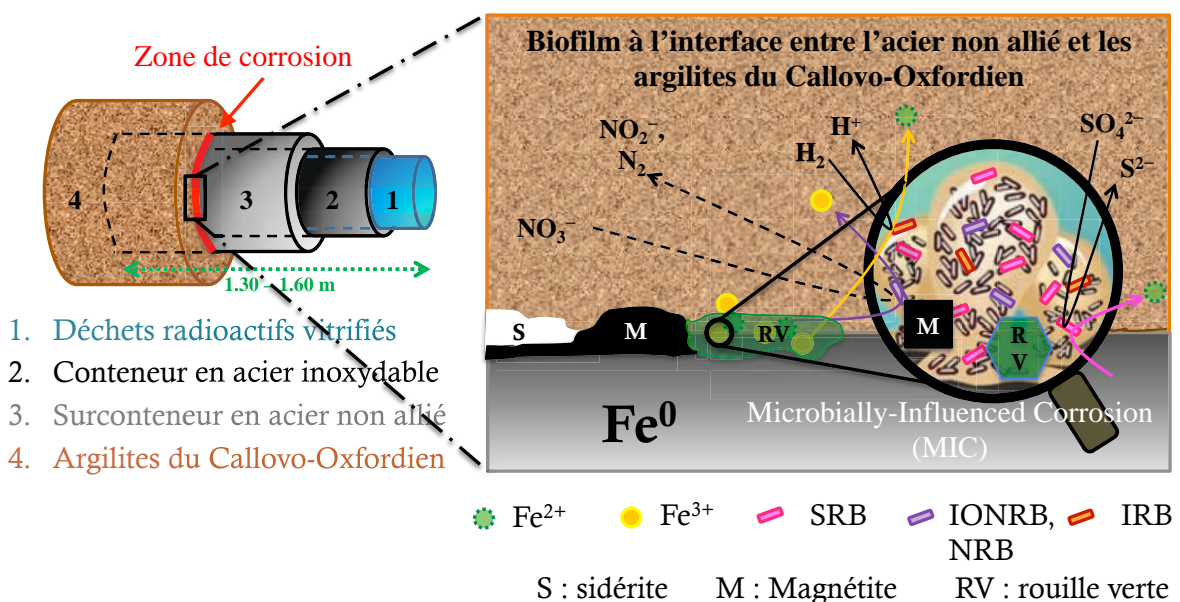 Zone de corrosion
4
3
2
1
1.30 – 1.60 m
1. Déchets radioactifs vitrifiés
2. Conteneur en acier inoxydable
3. Surconteneur en acier non allié
4. Argilites du Callovo-Oxfordien
Biofilm à l’interface entre l’acier non allié et les
argilites du Callovo-Oxfordien
NO₂⁻,
N₂
NO₃⁻
H⁺
H₂
SO₄²⁻
S²⁻
S
M
RV
M
R
V
Fe⁰
Microbially-Influenced Corrosion
(MIC)
Fe²⁺
Fe³⁺
SRB
IONRB,
NRB
IRB
S : sidérite M : Magnétite RV : rouille verte